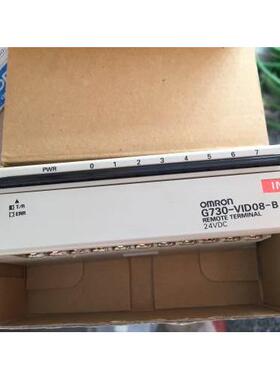 PWR 0 1 2 3 4 5 6 7
T/R
ERR
OMRON
G730-VID08-B
REMOTE TERMINAL
24VDC
IN